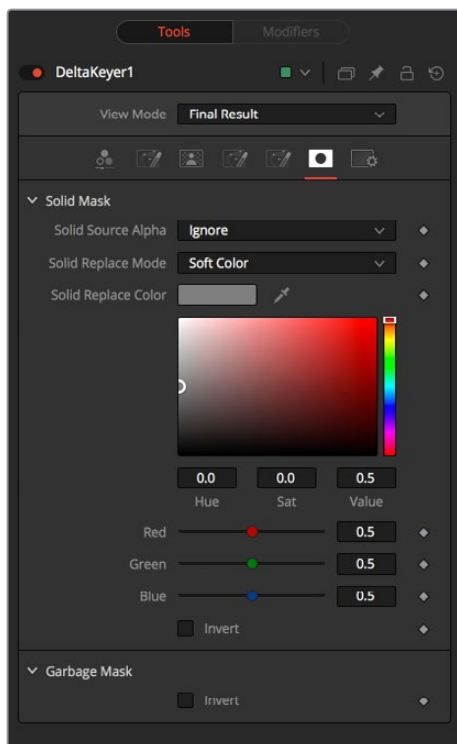 Tools Modifiers
DeltaKeyer1
View Mode Final Result
Solid Mask
Solid Source Alpha Ignore
Solid Replace Mode Soft Color
Solid Replace Color
0.0 0.0 0.5
Hue Sat Value
Red 0.5
Green 0.5
Blue 0.5
Invert
Garbage Mask
Invert